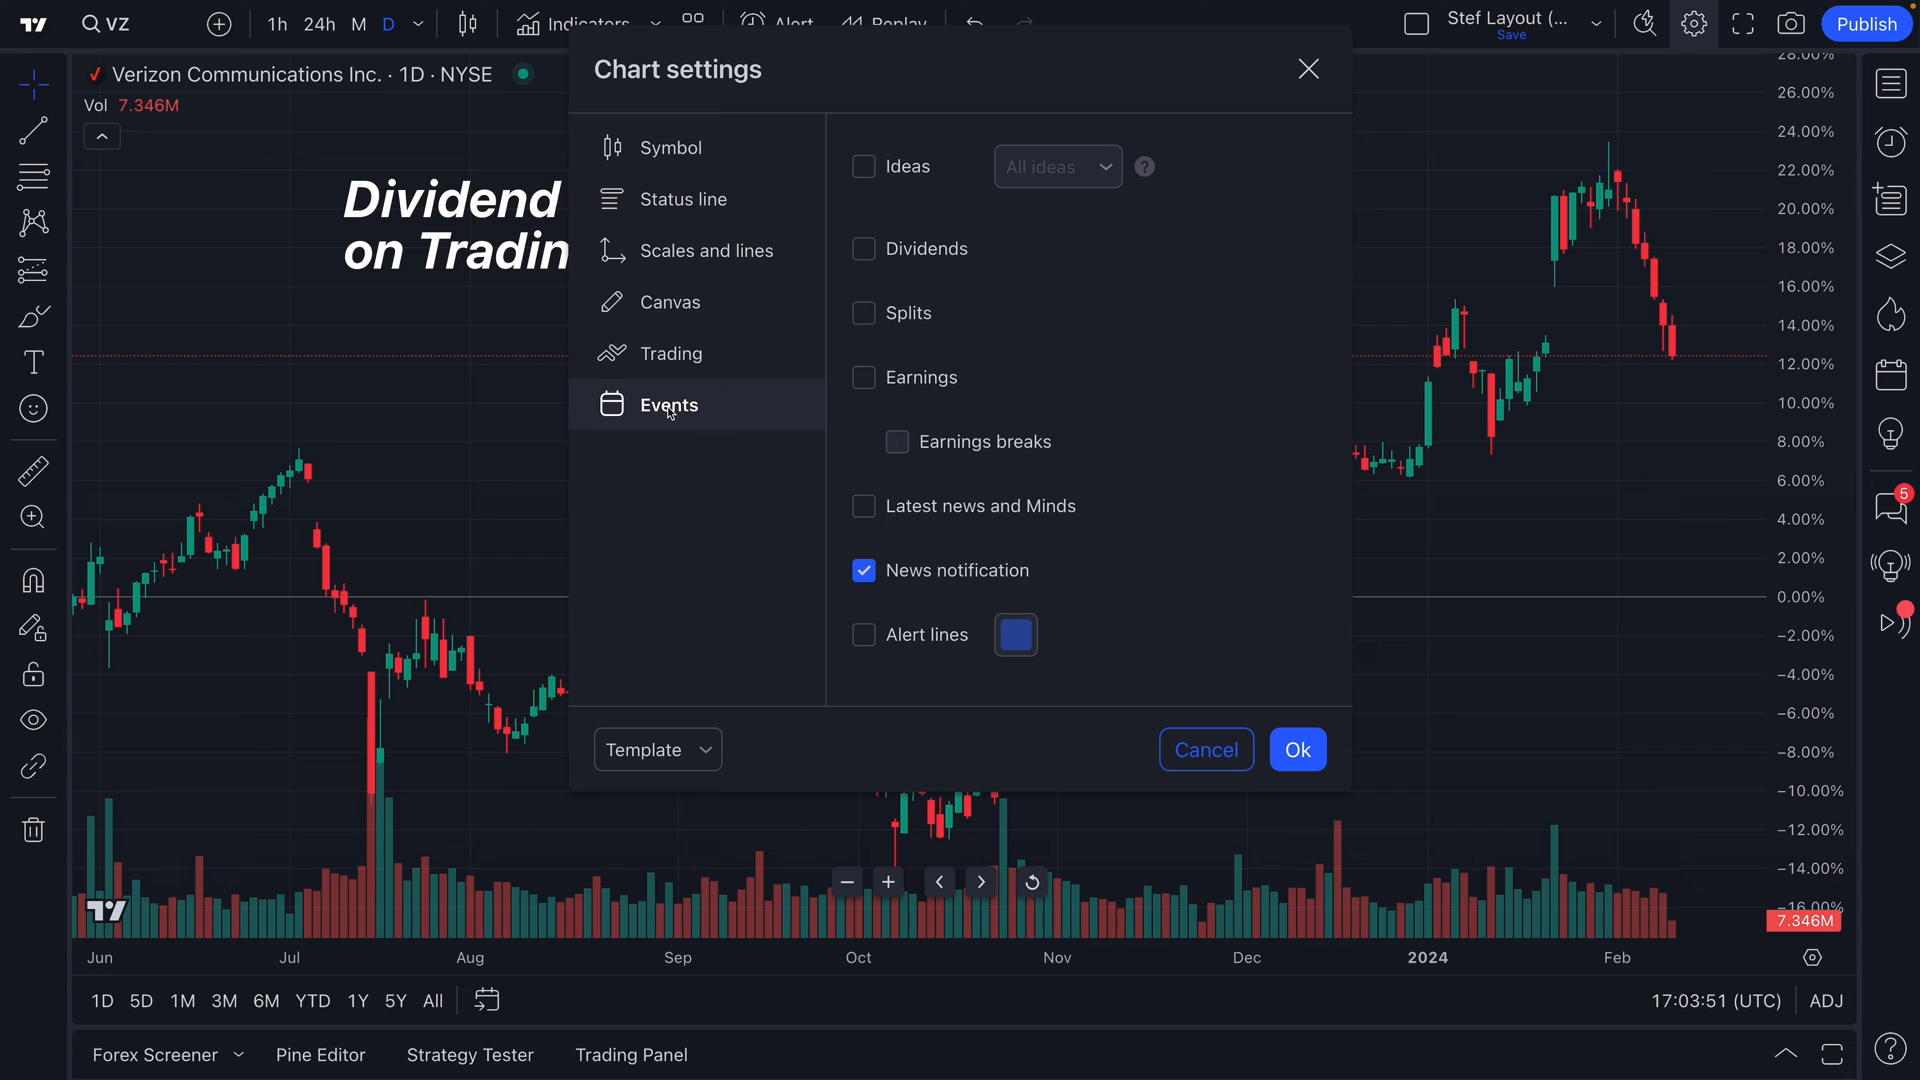 VZ
1h 24h M D
Indicators
Alert
Replay
Stef Layout (...
Save
Publish
Verizon Communications Inc. · 1D · NYSE
Vol 7.346M
Dividend
on Tradin
Chart settings
Symbol
Status line
Scales and lines
Canvas
Trading
Events
Ideas
All ideas
?
Dividends
Splits
Earnings
Earnings breaks
Latest news and Minds
News notification
Alert lines
Template
Cancel
Ok
28.00%
26.00%
24.00%
22.00%
20.00%
18.00%
16.00%
14.00%
12.00%
10.00%
8.00%
6.00%
4.00%
2.00%
0.00%
−2.00%
−4.00%
−6.00%
−8.00%
−10.00%
−12.00%
−14.00%
−16.00%
7.346M
5
Jun Jul Aug Sep Oct Nov Dec 2024 Feb
1D 5D 1M 3M 6M YTD 1Y 5Y All
17:03:51 (UTC) ADJ
Forex Screener Pine Editor Strategy Tester Trading Panel